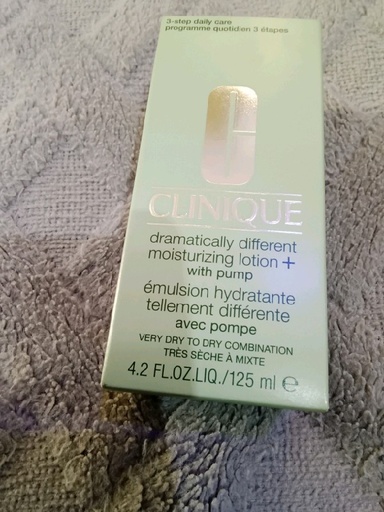 3-step daily care
programme quotidien 3 étapes
CLINIQUE
dramatically different
moisturizing lotion +
with pump
émulsion hydratante
tellement différente
avec pompe
VERY DRY TO DRY COMBINATION
TRÈS SÈCHE À MIXTE
4.2 FL.OZ.LIQ./125 ml ℮